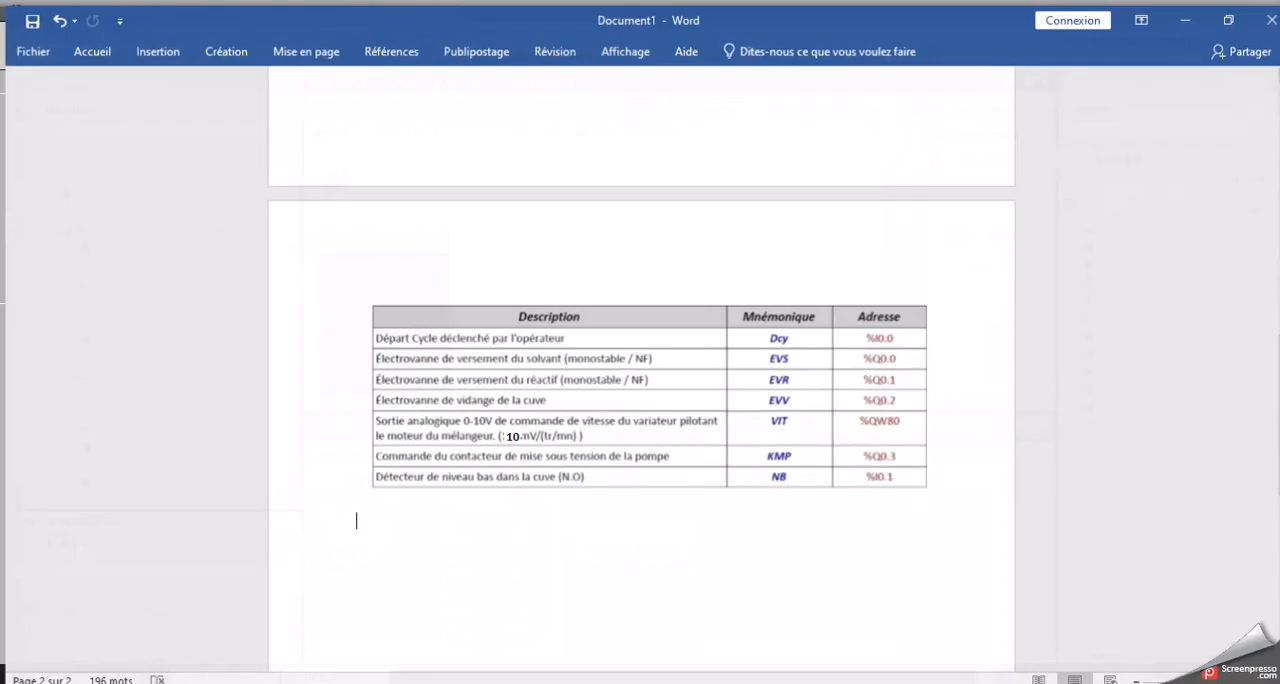 Document1 - Word
Connexion
Fichier Accueil Insertion Création Mise en page Références Publipostage Révision Affichage Aide Dites-nous ce que vous voulez faire Partager
Description Mnémonique Adresse
Départ Cycle déclenché par l'opérateur Dcy %I0.0
Électrovanne de versement du solvant (monostable / NF) EVS %Q0.0
Électrovanne de versement du réactif (monostable / NF) EVR %Q0.1
Électrovanne de vidange de la cuve EVV %Q0.2
Sortie analogique 0-10V de commande de vitesse du variateur pilotant VIT %QW80
le moteur du mélangeur. (10 mV/(tr/mn) )
Commande du contacteur de mise sous tension de la pompe KMP %Q0.3
Détecteur de niveau bas dans la cuve (N.O) NB %I0.1
Page 2 sur 2 196 mots
Screenpresso
.com